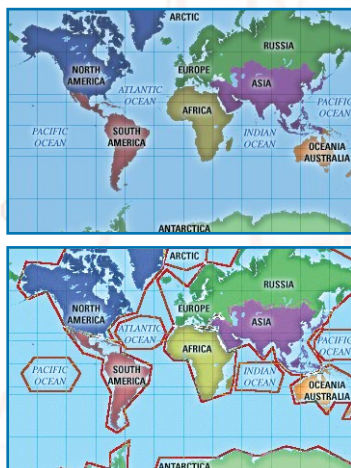 ARCTIC
RUSSIA
NORTH
AMERICA
EUROPE
ATLANTIC
OCEAN
ASIA
PACIFIC
OCEAN
AFRICA
PACIFIC
OCEAN
SOUTH
AMERICA
INDIAN
OCEAN
OCEANIA
AUSTRALIA
ANTARCTICA
ARCTIC
RUSSIA
NORTH
AMERICA
EUROPE
ATLANTIC
OCEAN
ASIA
PACIFIC
OCEAN
AFRICA
PACIFIC
OCEAN
SOUTH
AMERICA
INDIAN
OCEAN
OCEANIA
AUSTRALIA
ANTARCTICA